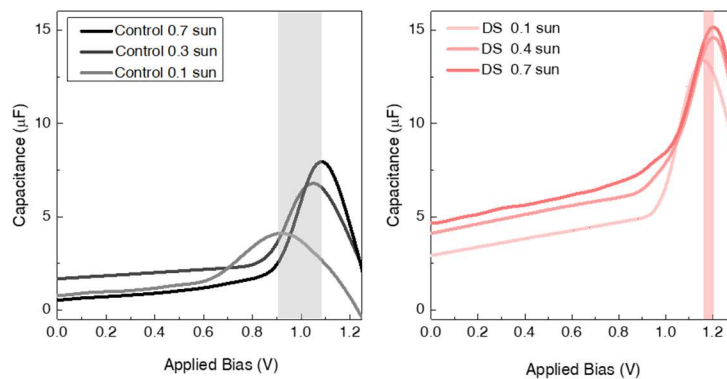 Control 0.7 sun
Control 0.3 sun
Control 0.1 sun
15
10
5
0
Capacitance (μF)
0.0 0.2 0.4 0.6 0.8 1.0 1.2
Applied Bias (V)
DS 0.1 sun
DS 0.4 sun
DS 0.7 sun
15
10
5
0
Capacitance (μF)
0.0 0.2 0.4 0.6 0.8 1.0 1.2
Applied Bias (V)